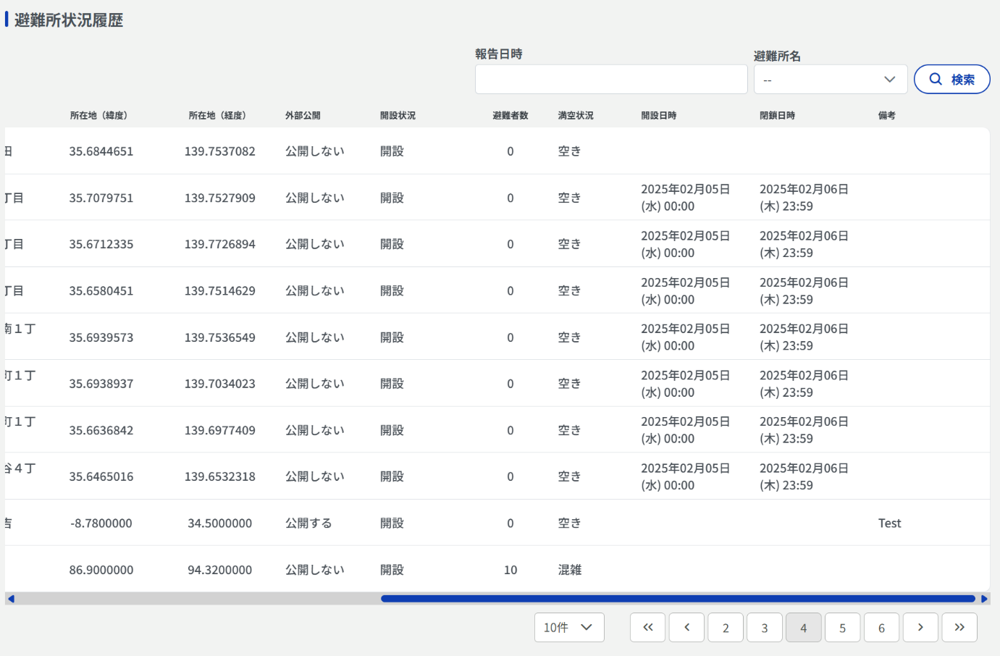 避難所状況履歴
報告日時
避難所名
--
検索
所在地（緯度） 所在地（経度） 外部公開 開設状況 避難者数 満空状況 開設日時 閉鎖日時 備考
田 35.6844651 139.7537082 公開しない 開設 0 空き
丁目 35.7079751 139.7527909 公開しない 開設 0 空き 2025年02月05日 2025年02月06日
(水) 00:00 (木) 23:59
丁目 35.6712335 139.7726894 公開しない 開設 0 空き 2025年02月05日 2025年02月06日
(水) 00:00 (木) 23:59
丁目 35.6580451 139.7514629 公開しない 開設 0 空き 2025年02月05日 2025年02月06日
(水) 00:00 (木) 23:59
南１丁 35.6939573 139.7536549 公開しない 開設 0 空き 2025年02月05日 2025年02月06日
(水) 00:00 (木) 23:59
町１丁 35.6938937 139.7034023 公開しない 開設 0 空き 2025年02月05日 2025年02月06日
(水) 00:00 (木) 23:59
町１丁 35.6636842 139.6977409 公開しない 開設 0 空き 2025年02月05日 2025年02月06日
(水) 00:00 (木) 23:59
谷４丁 35.6465016 139.6532318 公開しない 開設 0 空き 2025年02月05日 2025年02月06日
(水) 00:00 (木) 23:59
吉 -8.7800000 34.5000000 公開する 開設 0 空き Test
86.9000000 94.3200000 公開しない 開設 10 混雑
10件 2 3 4 5 6